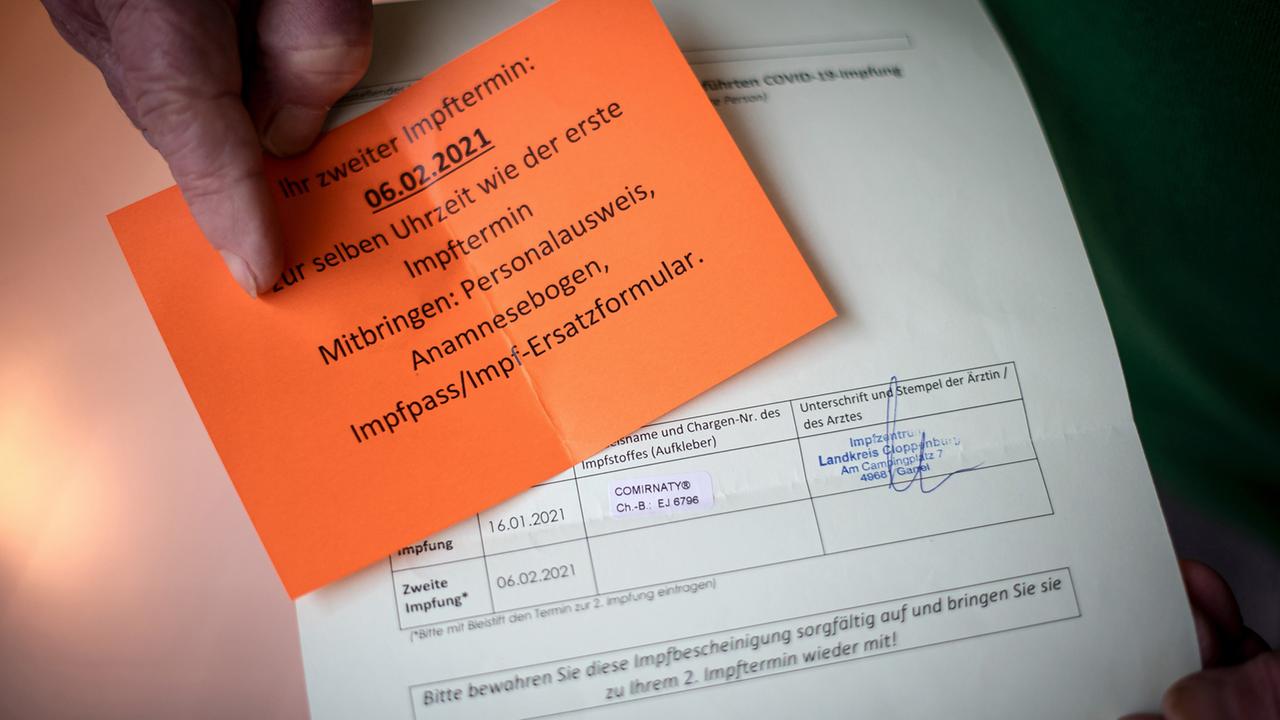 Ihr zweiter Impftermin:
06.02.2021
zur selben Uhrzeit wie der erste
Impftermin
Mitbringen: Personalausweis,
Anamnesebogen,
Impfpass/Impf-Ersatzformular.
führten COVID-19-Impfung
e Person)
elsname und Chargen-Nr. des
Impfstoffes (Aufkleber)
Unterschrift und Stempel der Ärztin /
des Arztes
Impfung
16.01.2021
COMIRNATY®
Ch.-B.: EJ 6796
Impfzentrum
Landkreis Cloppenburg
Am Campingplatz 7
4968 Garrel
Zweite
Impfung*
06.02.2021
(*Bitte mit Bleistift den Termin zur 2. Impfung eintragen)
Bitte bewahren Sie diese Impfbescheinigung sorgfältig auf und bringen Sie sie
zu Ihrem 2. Impftermin wieder mit!